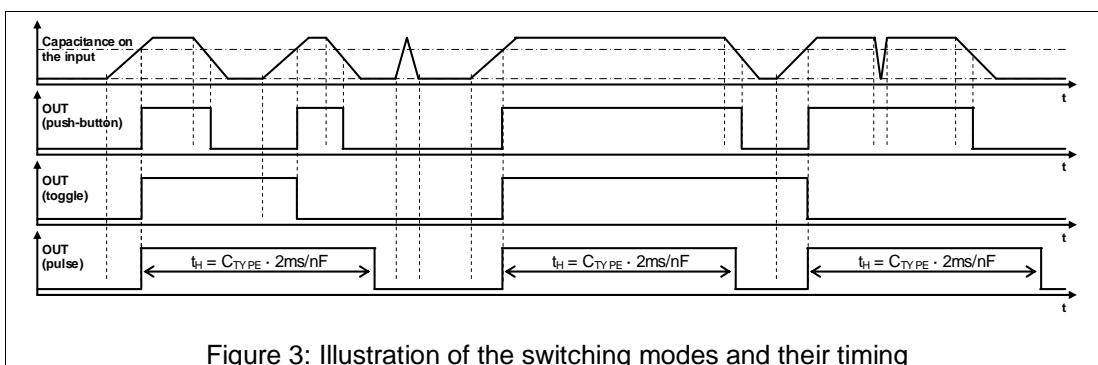 Capacitance on
the input
t
OUT
(push-button)
t
OUT
(toggle)
t
OUT
(pulse)
tH = CTYPE · 2ms/nF
tH = CTYPE · 2ms/nF
tH = CTYPE · 2ms/nF
t
Figure 3: Illustration of the switching modes and their timing